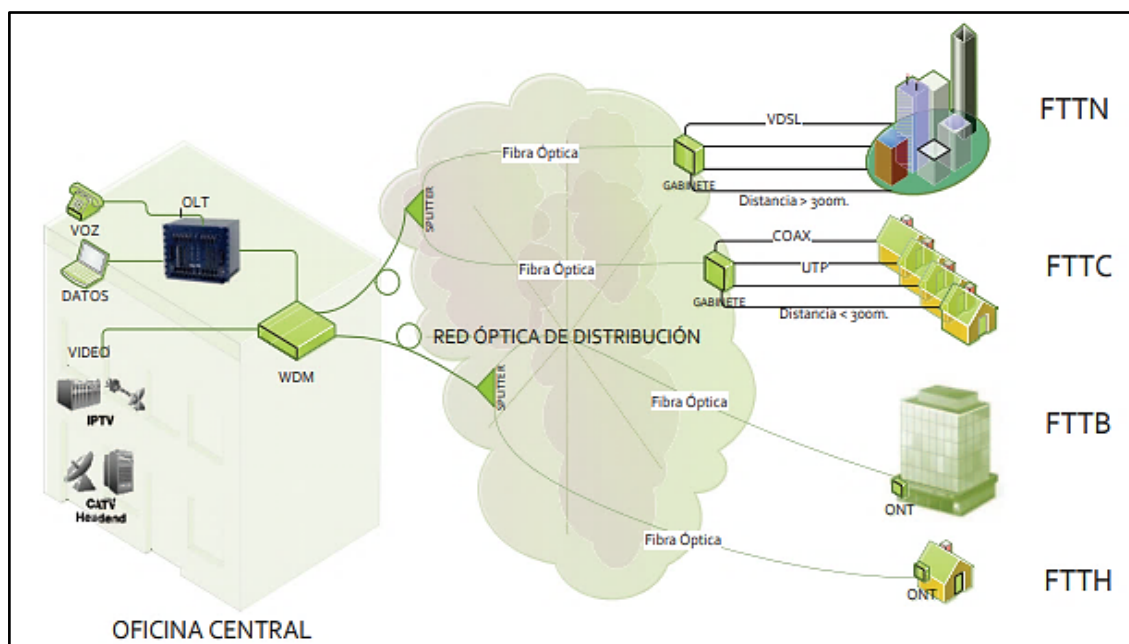 VOZ
OLT
DATOS
VIDEO
IPTV
CATV
Headend
WDM
OFICINA CENTRAL
SPLITTER
SPLITTER
RED ÓPTICA DE DISTRIBUCIÓN
Fibra Óptica
GABINETE
VDSL
Distancia > 300m.
FTTN
Fibra Óptica
GABINETE
COAX
UTP
Distancia < 300m.
FTTC
Fibra Óptica
ONT
FTTB
Fibra Óptica
ONT
FTTH